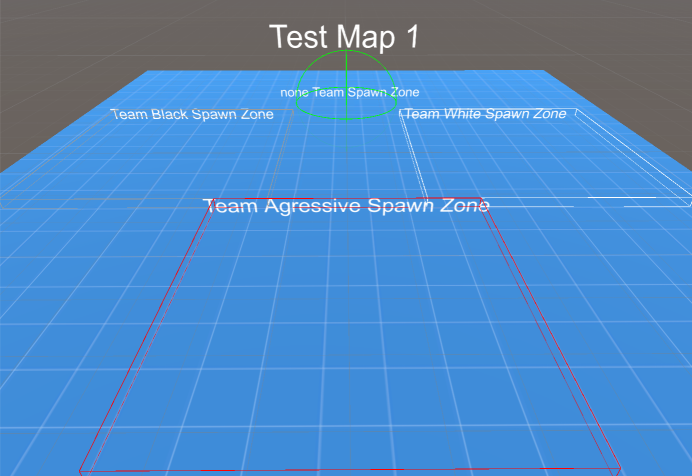 Test Map 1
none Team Spawn Zone
Team Black Spawn Zone
Team White Spawn Zone
Team Agressive Spawn Zone